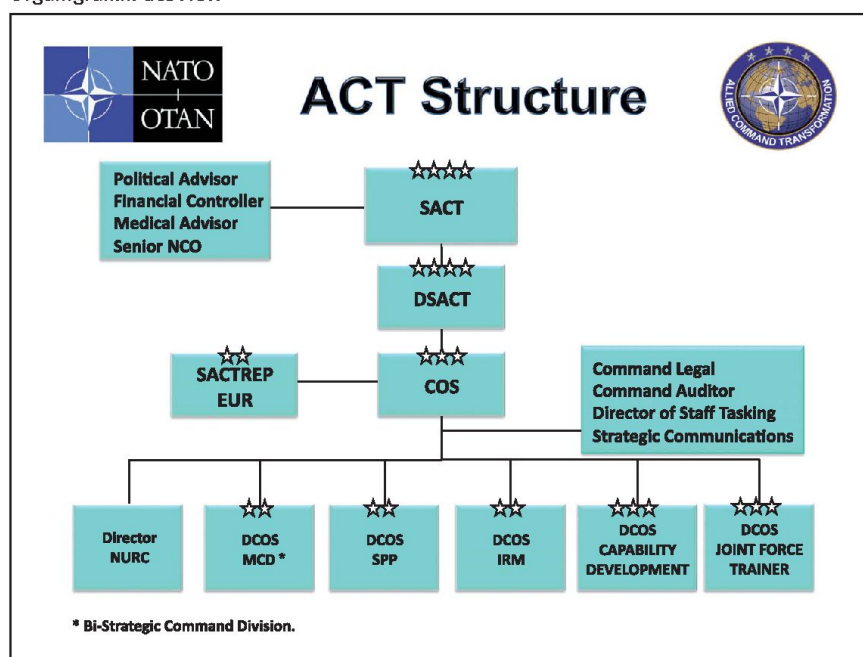 NATO
OTAN
ACT Structure
ALLIED COMMAND TRANSFORMATION
Political Advisor
Financial Controller
Medical Advisor
Senior NCO
SACT
DSACT
SACTREP
EUR
COS
Command Legal
Command Auditor
Director of Staff Tasking
Strategic Communications
Director
NURC
DCOS
MCD *
DCOS
SPP
DCOS
IRM
DCOS
CAPABILITY
DEVELOPMENT
DCOS
JOINT FORCE
TRAINER
* Bi-Strategic Command Division.